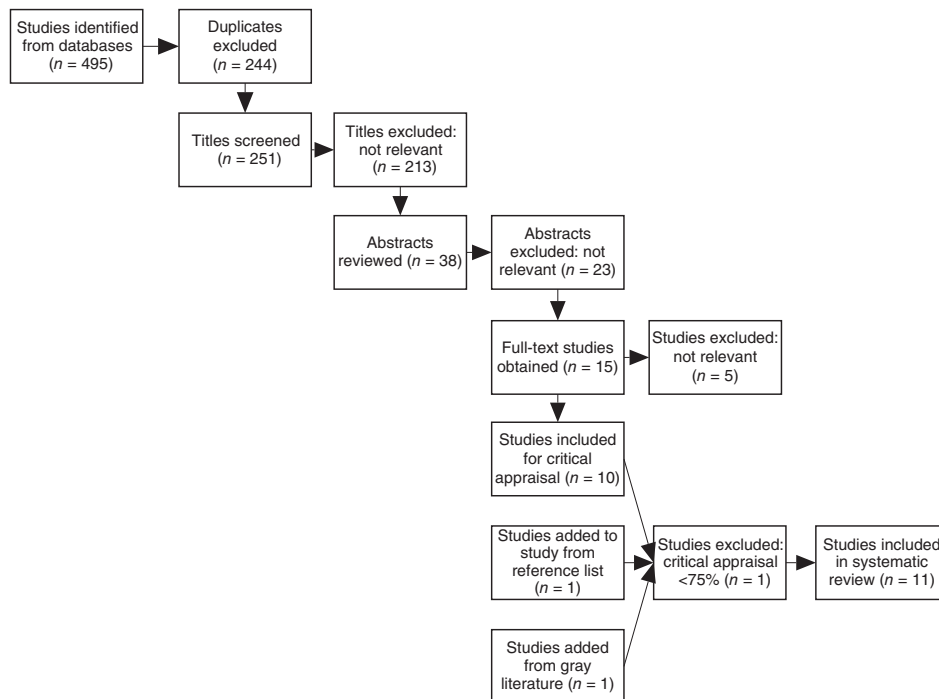 Studies identified
from databases
(n = 495)
Duplicates
excluded
(n = 244)
Titles screened
(n = 251)
Titles excluded:
not relevant
(n = 213)
Abstracts
reviewed (n = 38)
Abstracts
excluded: not
relevant (n = 23)
Full-text studies
obtained (n = 15)
Studies excluded:
not relevant
(n = 5)
Studies included
for critical
appraisal (n = 10)
Studies added to
study from
reference list
(n = 1)
Studies excluded:
critical appraisal
<75% (n = 1)
Studies included
in systematic
review (n = 11)
Studies added
from gray
literature (n = 1)